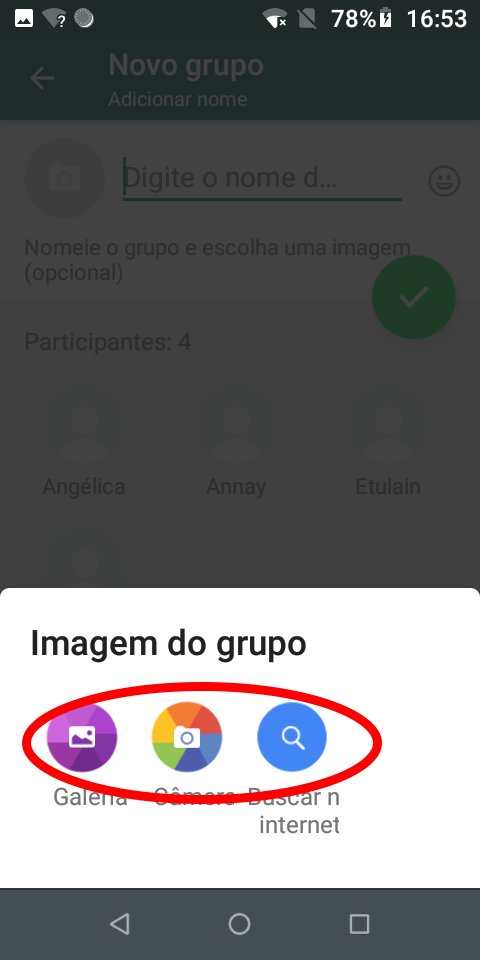 78% 16:53
Novo grupo
Adicionar nome
Digite o nome d...
Nomeie o grupo e escolha uma imagem
(opcional)
Participantes: 4
Angélica Annay Etulain
Imagem do grupo
Galeria Câmera Buscar n
internet